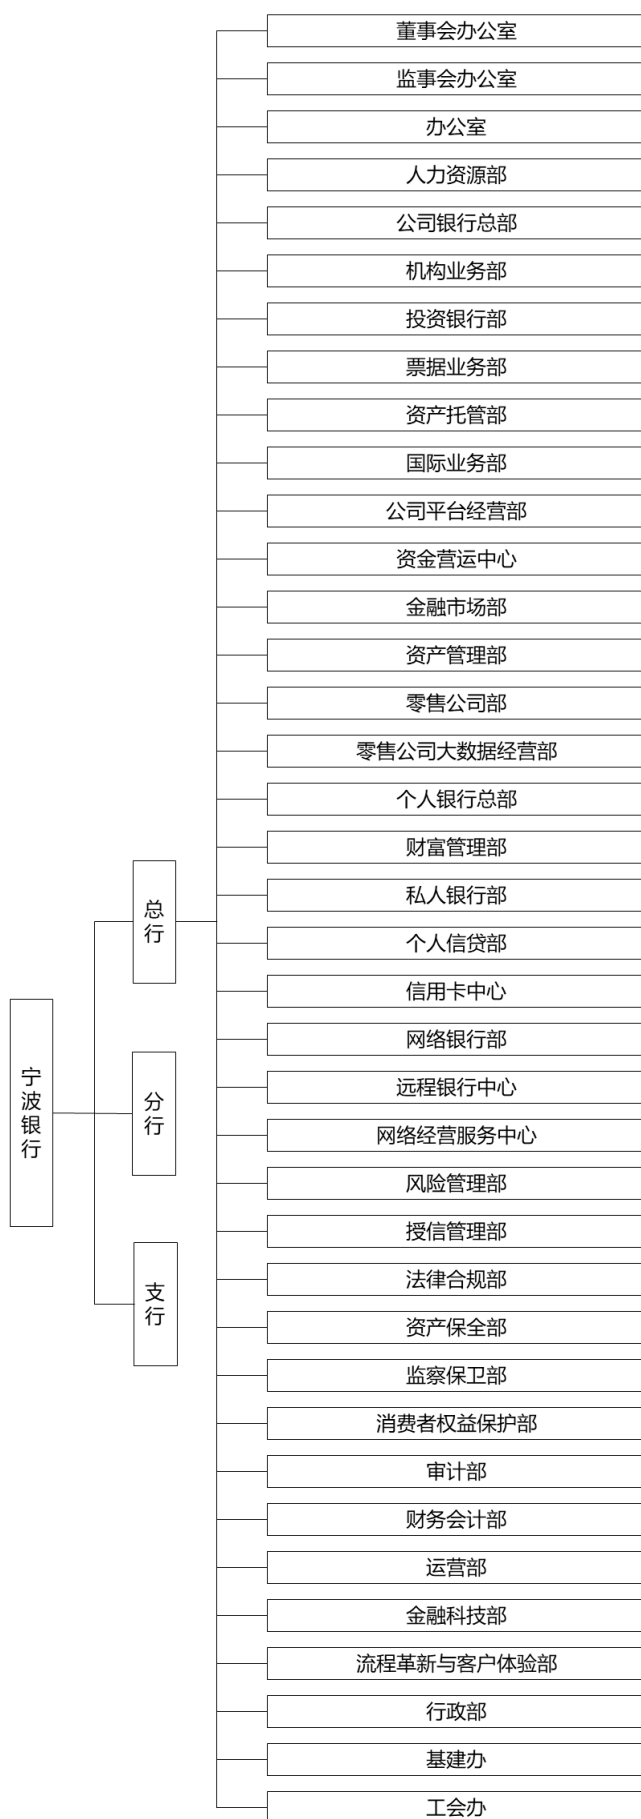 董事会办公室
监事会办公室
办公室
人力资源部
公司银行总部
机构业务部
投资银行部
票据业务部
资产托管部
国际业务部
公司平台经营部
资金营运中心
金融市场部
资产管理部
零售公司部
零售公司大数据经营部
个人银行总部
财富管理部
私人银行部
个人信贷部
信用卡中心
网络银行部
远程银行中心
网络经营服务中心
风险管理部
授信管理部
法律合规部
资产保全部
监察保卫部
消费者权益保护部
审计部
财务会计部
运营部
金融科技部
流程革新与客户体验部
行政部
基建办
工会办
总行
分行
支行
宁波银行